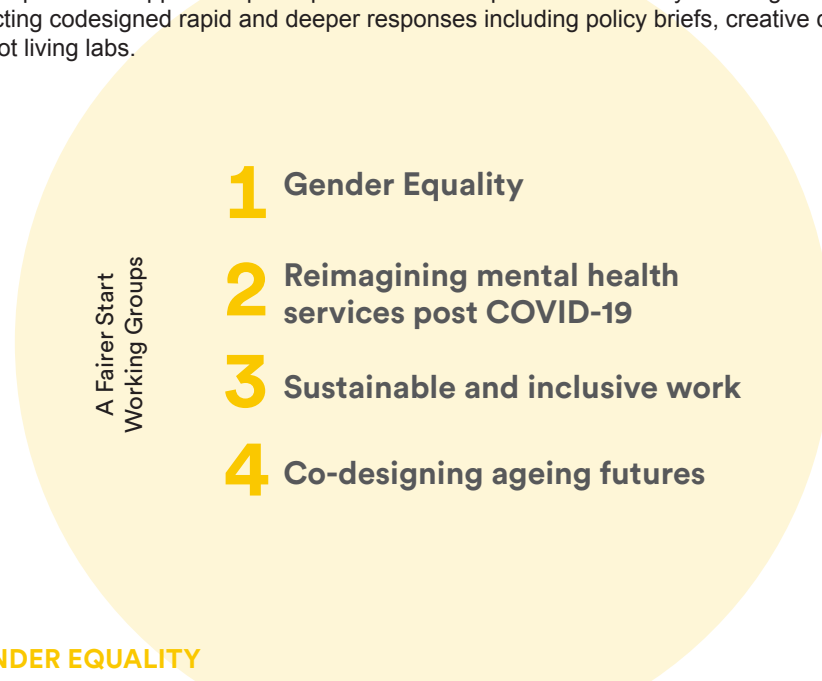 cting codesigned rapid and deeper responses including policy briefs, creative
ot living labs.
A Fairer Start
Working Groups
1 Gender Equality
2 Reimagining mental health
services post COVID-19
3 Sustainable and inclusive work
4 Co-designing ageing futures
NDER EQUALITY